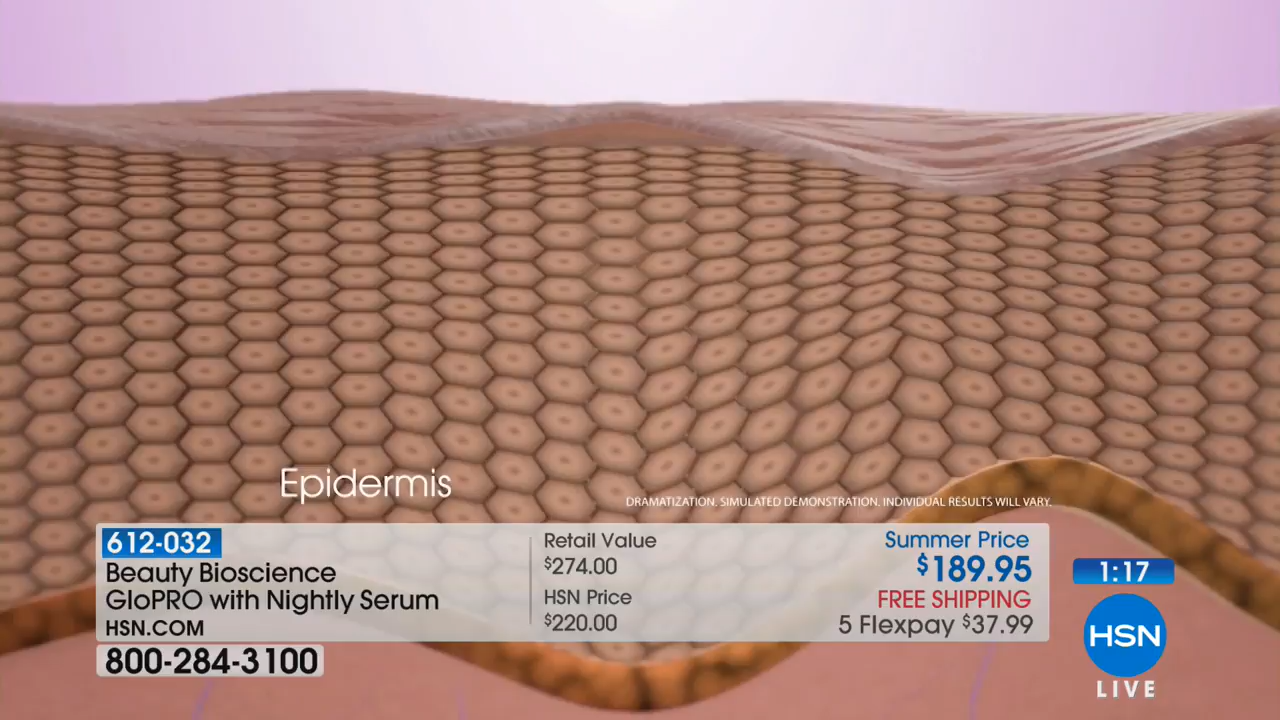 Epidermis
DRAMATIZATION. SIMULATED DEMONSTRATION. INDIVIDUAL RESULTS WILL VARY.
612-032
Beauty Bioscience
GloPRO with Nightly Serum
HSN.COM
800-284-3100
Retail Value
$274.00
HSN Price
$220.00
Summer Price
$189.95
FREE SHIPPING
5 Flexpay $37.99
1:17
HSN
LIVE